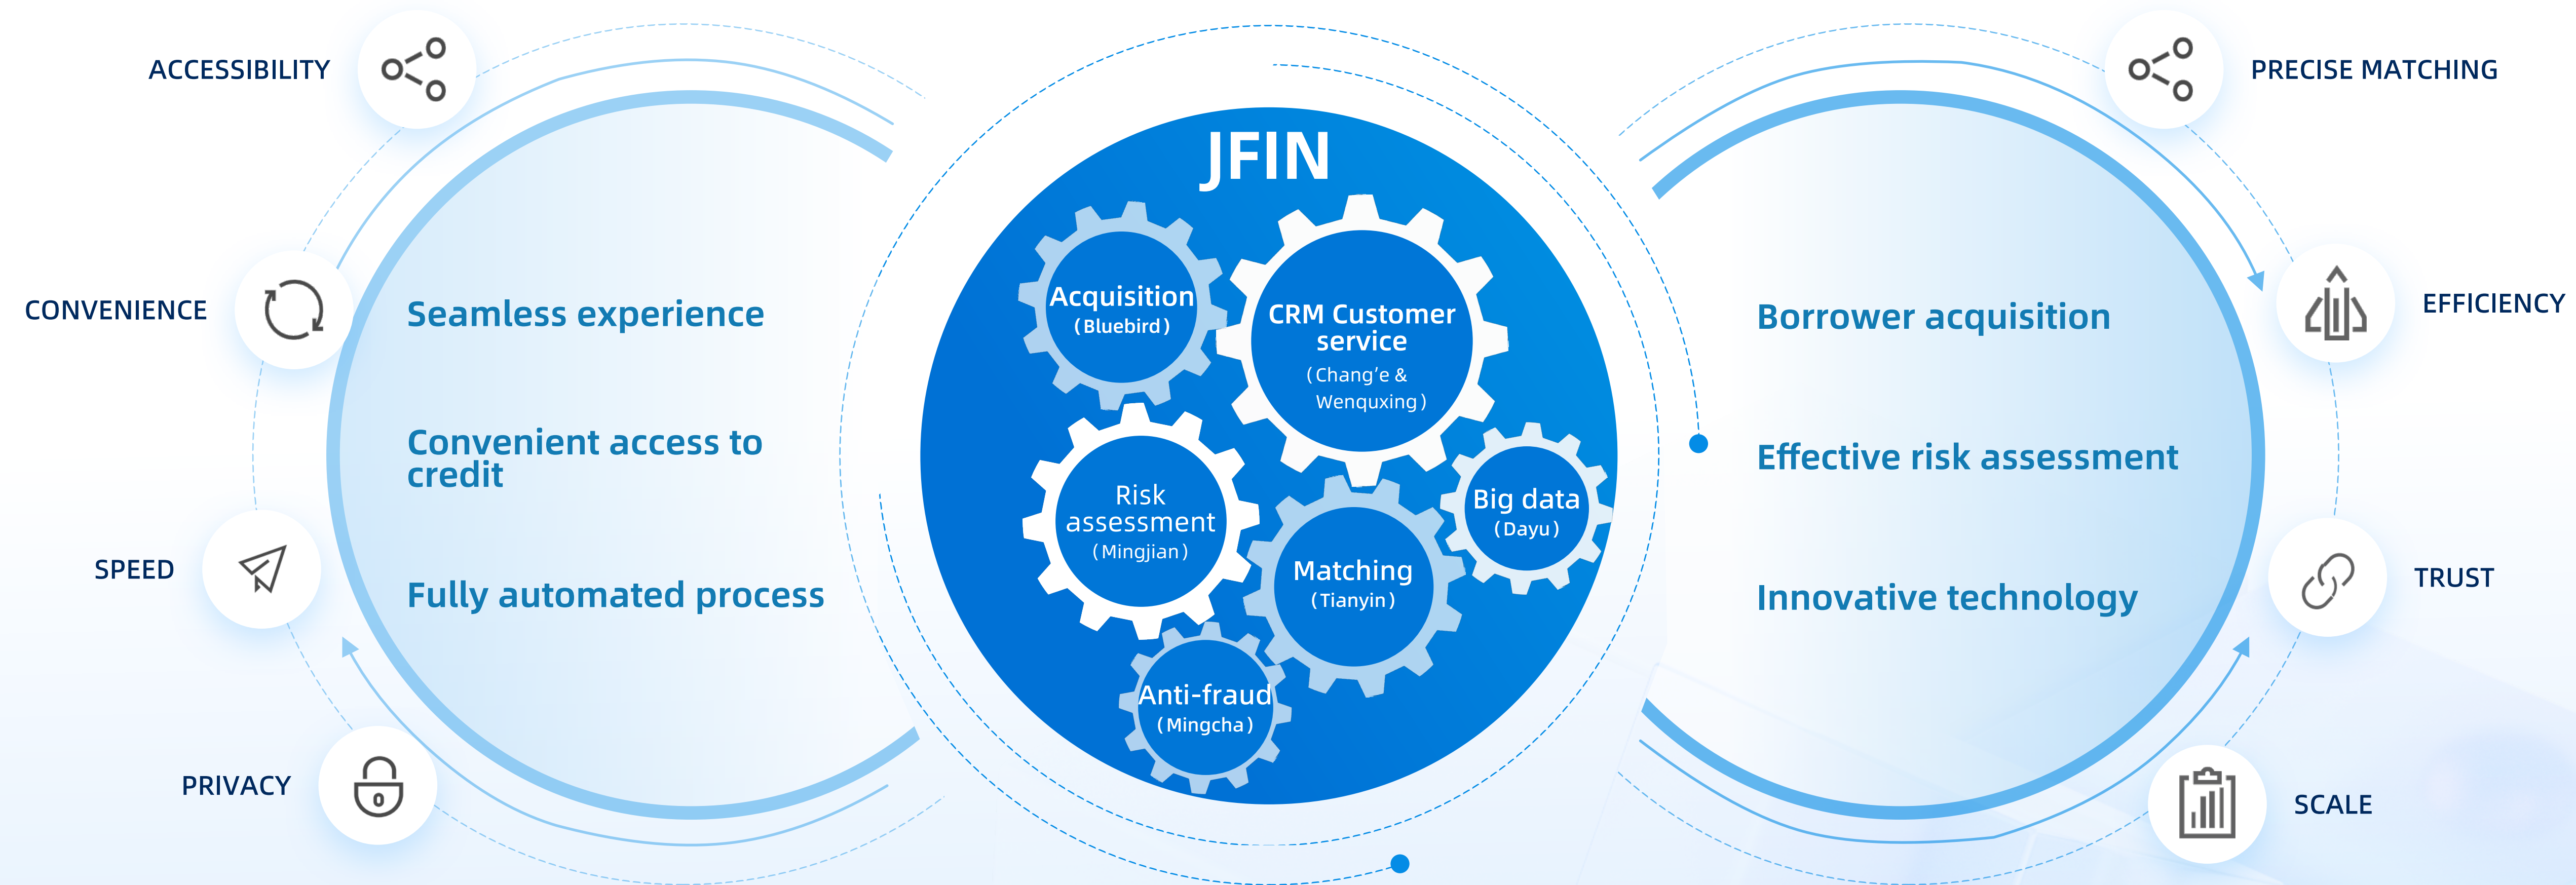 ACCESSIBILITY
CONVENIENCE
SPEED
PRIVACY
Seamless experience
Convenient access to
credit
Fully automated process
JFIN
Acquisition
(Bluebird)
CRM Customer
service
(Chang’e &
Wenquxing)
Risk
assessment
(Mingjian)
Big data
(Dayu)
Matching
(Tianyin)
Anti-fraud
(Mingcha)
Borrower acquisition
Effective risk assessment
Innovative technology
PRECISE MATCHING
EFFICIENCY
TRUST
SCALE